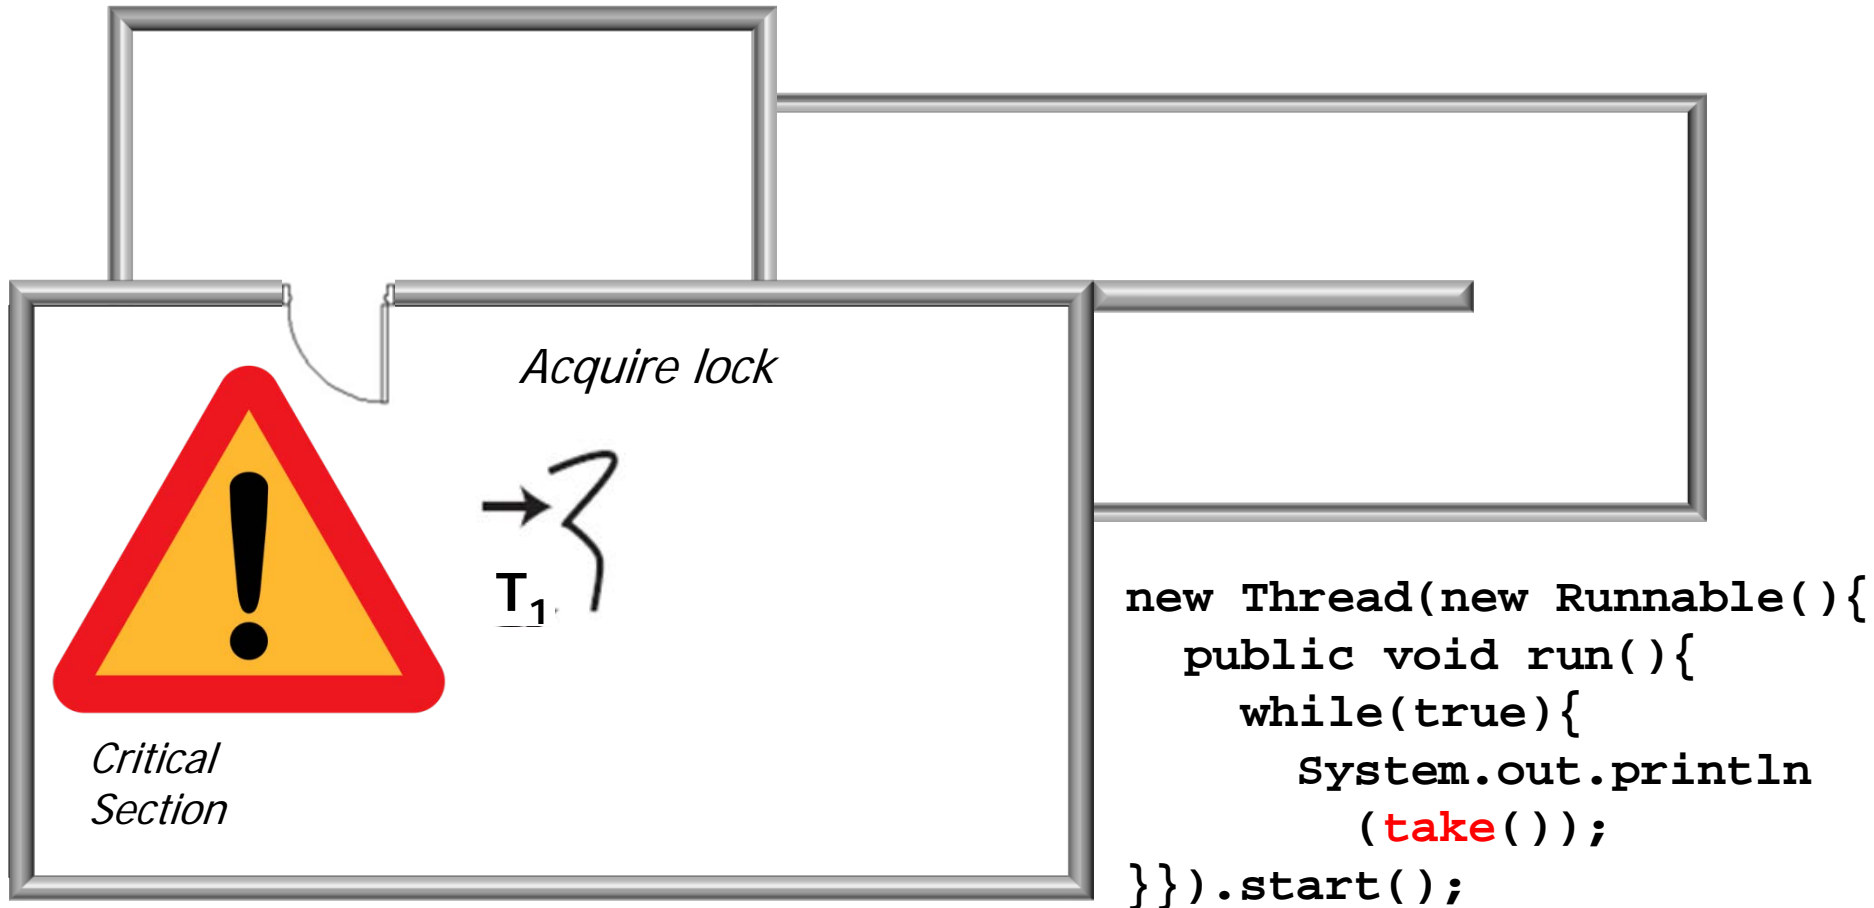 Acquire lock
T₁
Critical
Section
new Thread(new Runnable(){
  public void run(){
    while(true){
      System.out.println
        (take());
}}).start();